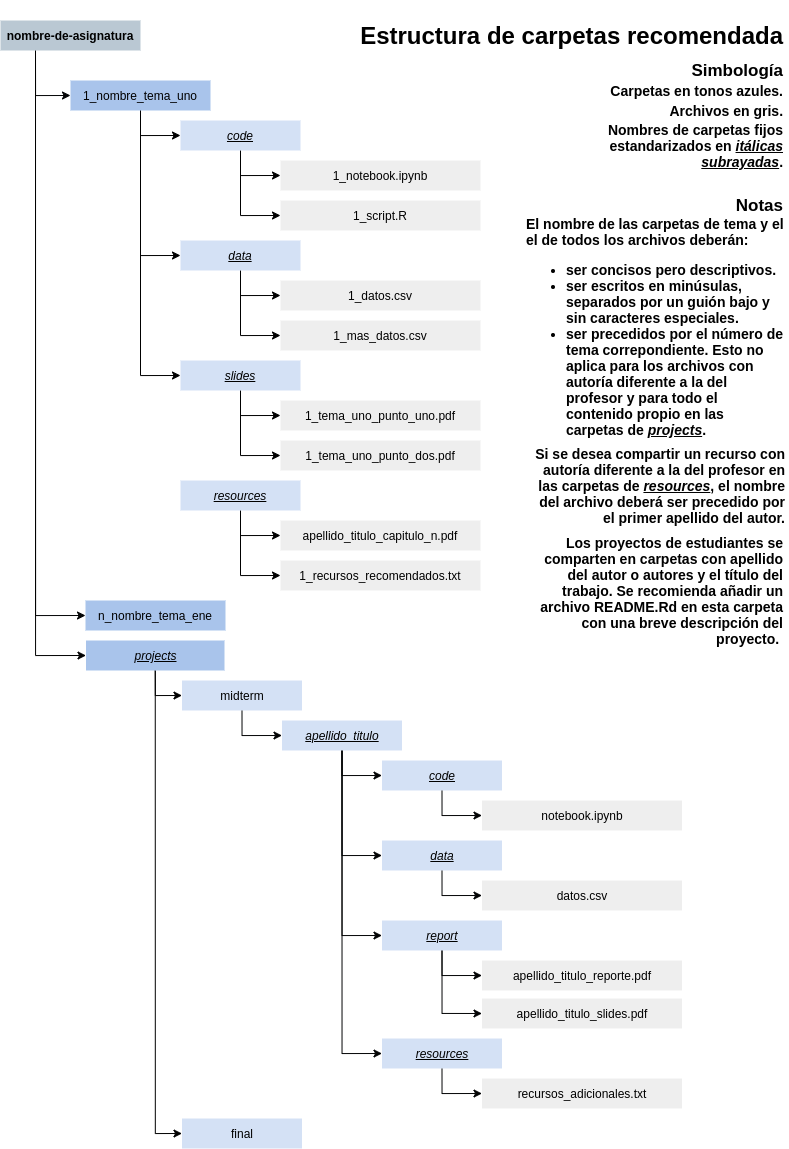 nombre-de-asignatura
Estructura de carpetas recomendada
Simbología
Carpetas en tonos azules.
Archivos en gris.
Nombres de carpetas fijos
estandarizados en itálicas
subrayadas.
Notas
El nombre de las carpetas de tema y el
el de todos los archivos deberán:
• ser concisos pero descriptivos.
• ser escritos en minúsulas,
separados por un guión bajo y
sin caracteres especiales.
• ser precedidos por el número de
tema correpondiente. Esto no
aplica para los archivos con
autoría diferente a la del
profesor y para todo el
contenido propio en las
carpetas de projects.
Si se desea compartir un recurso con
autoría diferente a la del profesor en
las carpetas de resources, el nombre
del archivo deberá ser precedido por
el primer apellido del autor.
Los proyectos de estudiantes se
comparten en carpetas con apellido
del autor o autores y el título del
trabajo. Se recomienda añadir un
archivo README.Rd en esta carpeta
con una breve descripción del
proyecto.
1_nombre_tema_uno
code
1_notebook.ipynb
1_script.R
data
1_datos.csv
1_mas_datos.csv
slides
1_tema_uno_punto_uno.pdf
1_tema_uno_punto_dos.pdf
resources
apellido_titulo_capitulo_n.pdf
1_recursos_recomendados.txt
n_nombre_tema_ene
projects
midterm
apellido_titulo
code
notebook.ipynb
data
datos.csv
report
apellido_titulo_reporte.pdf
apellido_titulo_slides.pdf
resources
recursos_adicionales.txt
final